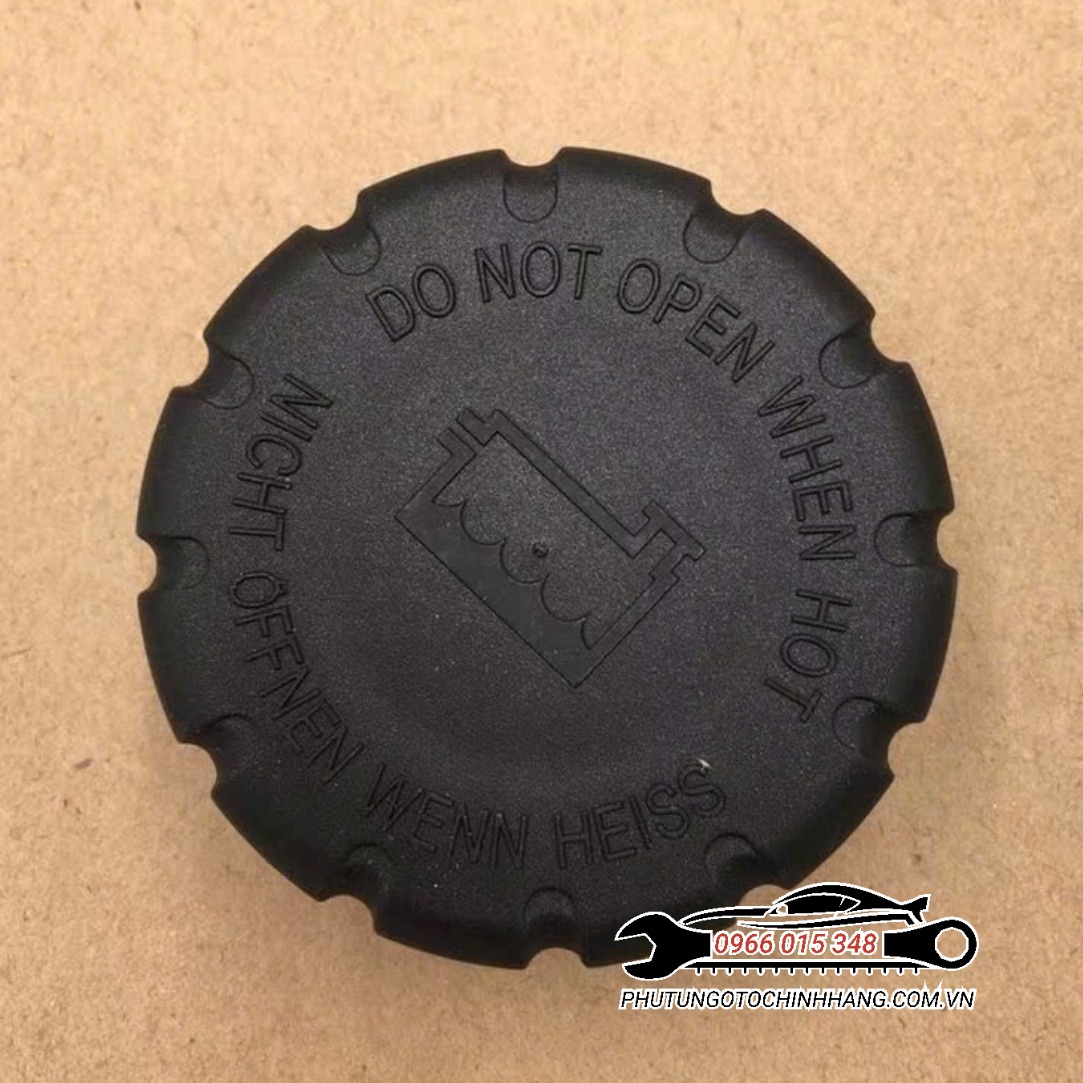 DO NOT OPEN WHEN HOT
NICHT ÖFFNEN WENN HEISS
0966 015 348
PHUTUNGOTOCHINHHANG.COM.VN